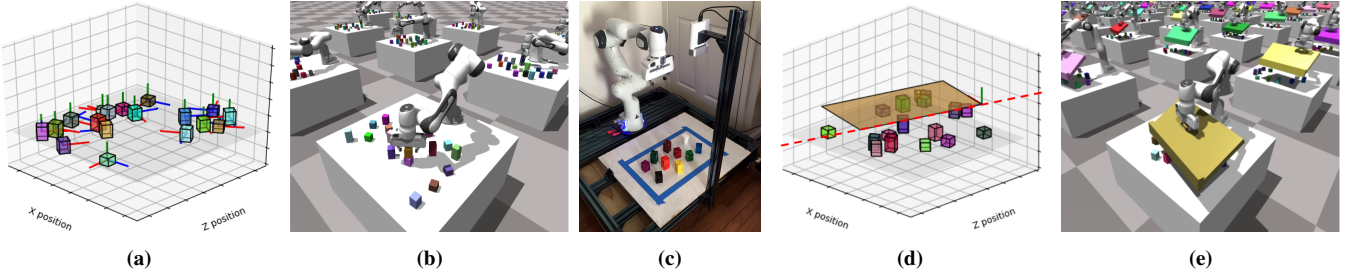 X position
Z position
X position
Z position
(a)
(b)
(c)
(d)
(e)